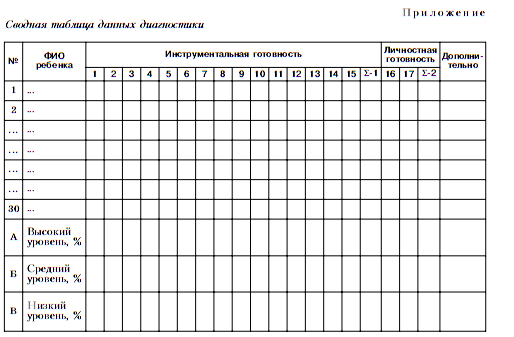 Приложение
Сводная таблица данных диагностики
№ ФИО ребенка Инструментальная готовность Личностная готовность Дополни-тельно
1 2 3 4 5 6 7 8 9 10 11 12 13 14 15 Σ-1 16 17 Σ-2
1 ...
2 ...
... ...
... ...
... ...
... ...
30 ...
А Высокий
уровень, %
Б Средний
уровень, %
В Низкий
уровень, %